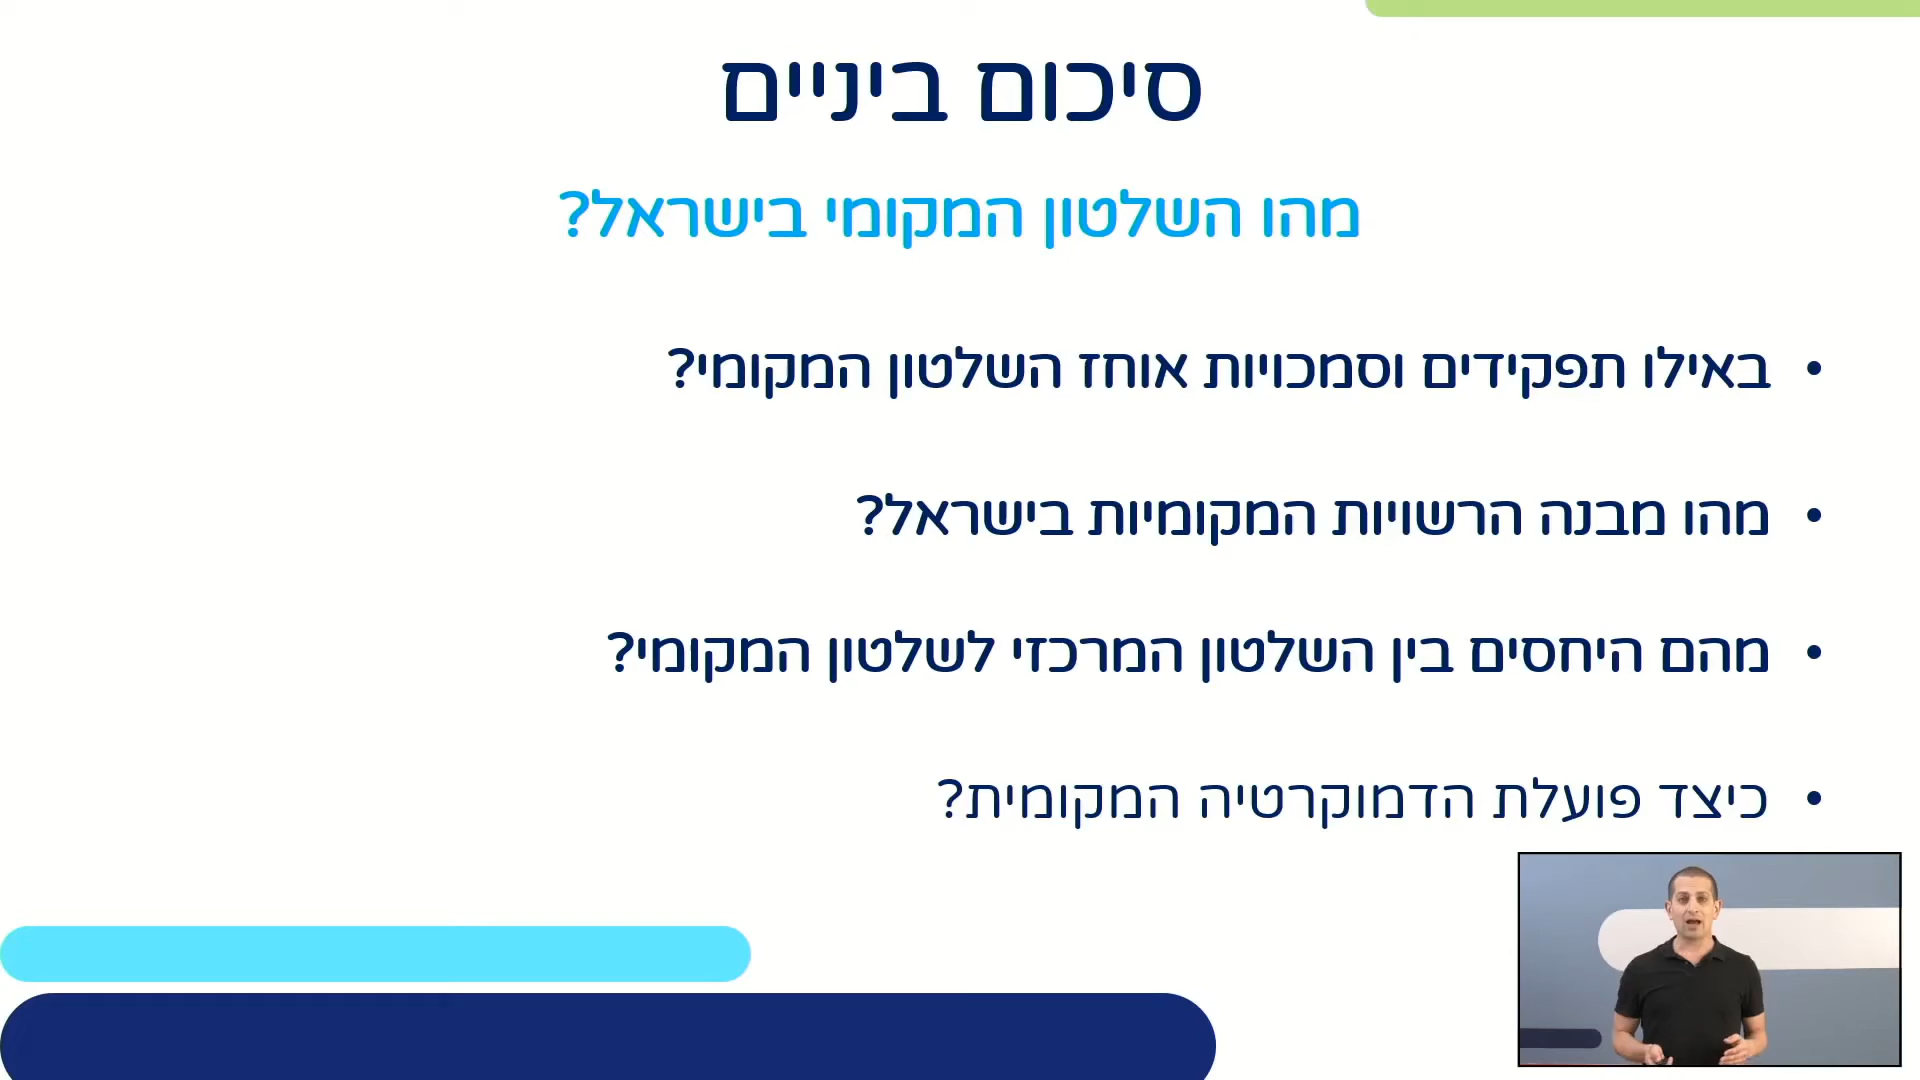 סיכום ביניים
מהו השלטון המקומי בישראל?
• באילו תפקידים וסמכויות אוחז השלטון המקומי?
• מהו מבנה הרשויות המקומיות בישראל?
• מהם היחסים בין השלטון המרכזי לשלטון המקומי?
• כיצד פועלת הדמוקרטיה המקומית?